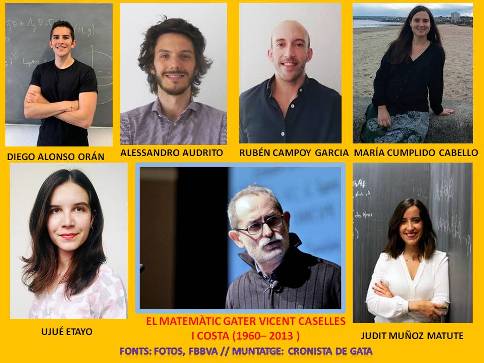 DIEGO ALONSO ORÁN
ALESSANDRO AUDRITO
RUBÉN CAMPOY GARCIA
MARÍA CUMPLIDO CABELLO
UJUÉ ETAYO
EL MATEMÀTIC GATER VICENT CASELLES
I COSTA (1960– 2013 )
JUDIT MUÑOZ MATUTE
FONTS: FOTOS, FBBVA // MUNTATGE: CRONISTA DE GATA